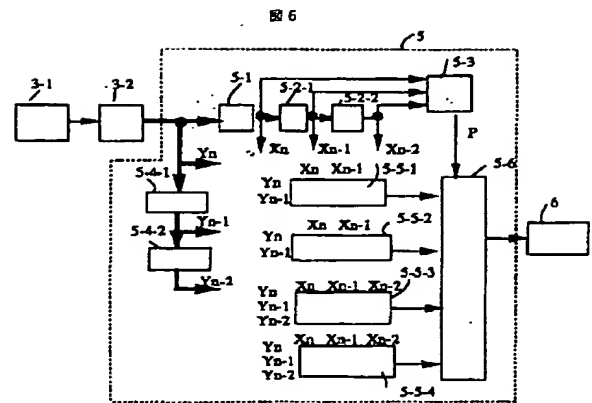 図 6
5
3-1
3-2
5-1
5-2-1
5-2-2
5-3
Xn
Xn-1
Xn-2
P
Yn
5-4-1
Yn-1
5-4-2
Yn-2
Xn Xn-1
5-5-1
Yn
Yn-1
5-6
Xn Xn-1
5-5-2
Yn
Yn-1
6
Xn Xn-1 Xn-2
5-5-3
Yn
Yn-1
Yn-2
Xn Xn-1 Xn-2
Yn
Yn-1
Yn-2
5-5-4